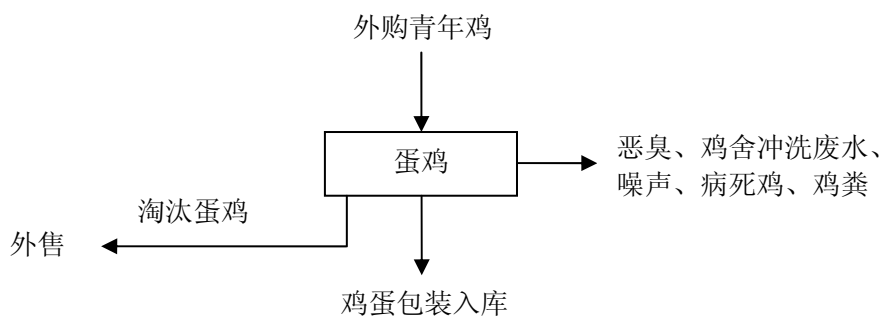 外购青年鸡
蛋鸡
恶臭、鸡舍冲洗废水、
噪声、病死鸡、鸡粪
淘汰蛋鸡
外售
鸡蛋包装入库